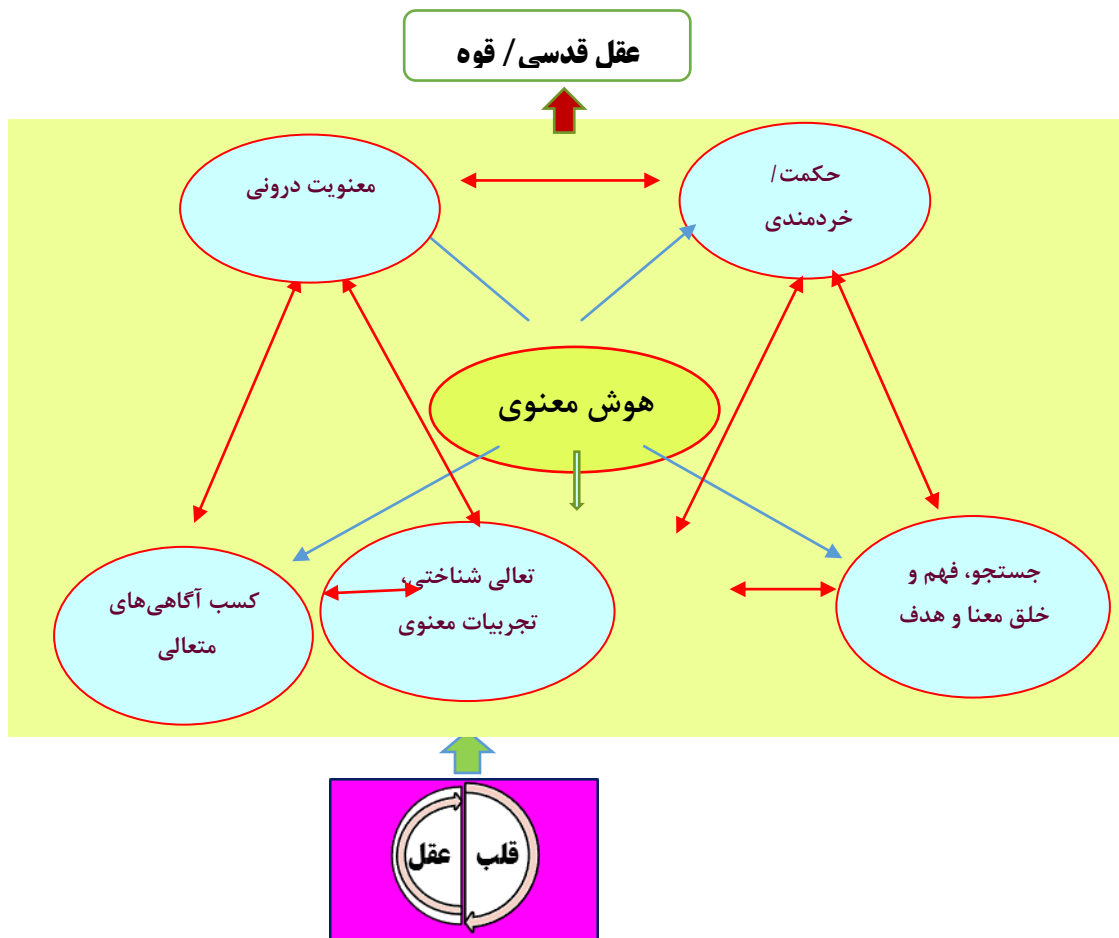 عقل قدسی/ قوه
حکمت/
خردمندی
معنویت درونی
هوش معنوی
جستجو، فهم و
خلق معنا و هدف
تعالی شناختی،
تجربیات معنوی
کسب آگاهی‌های
متعالی
قلب
عقل